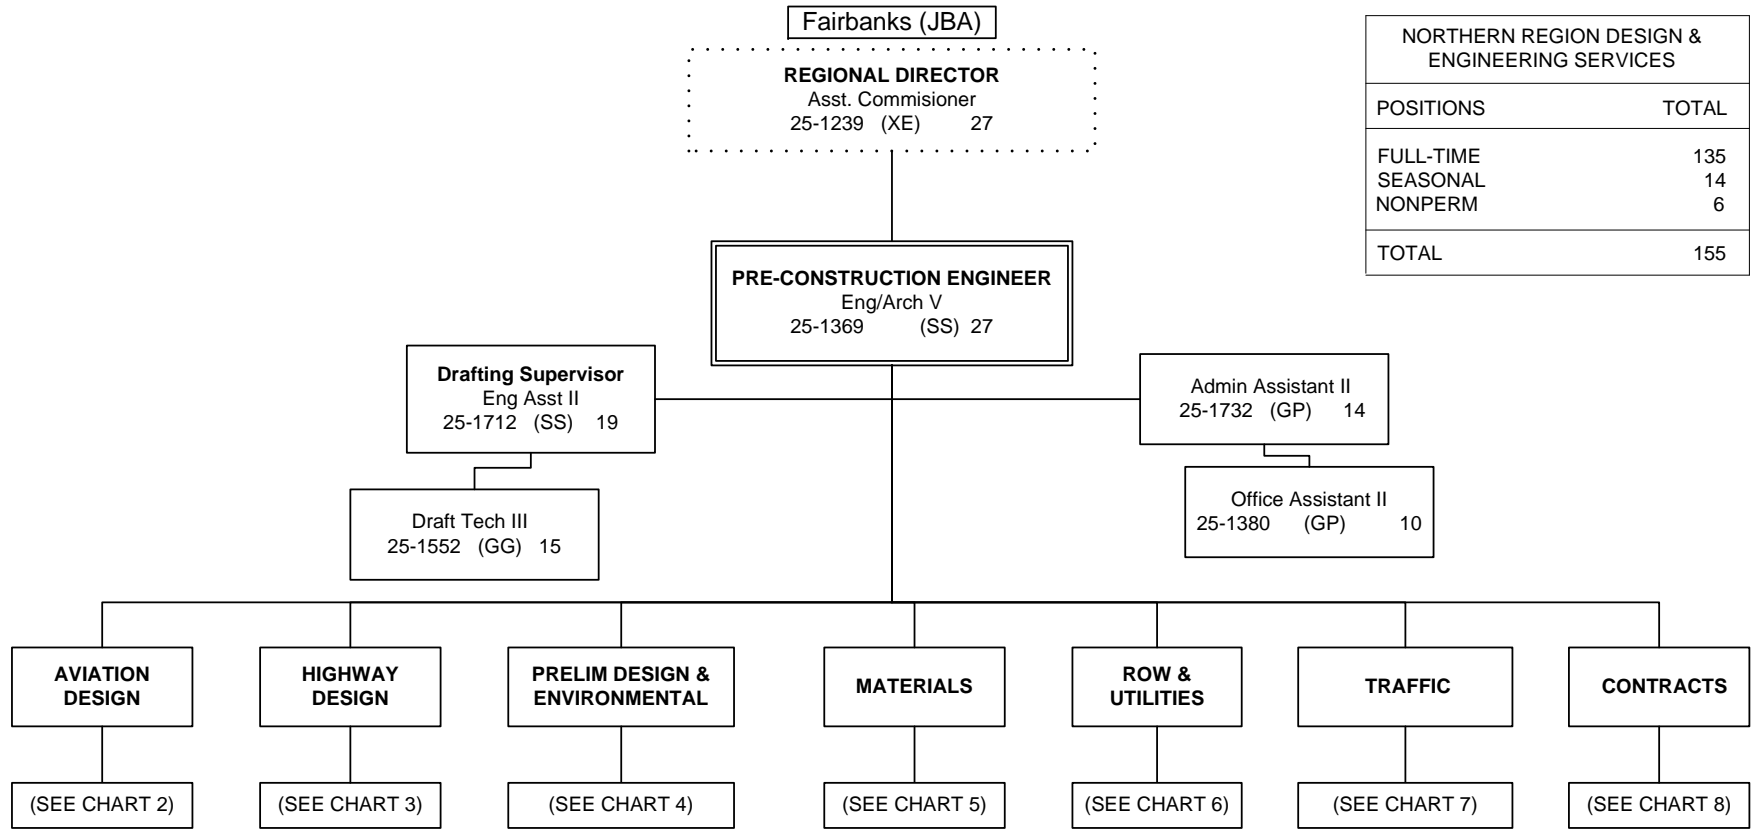 Fairbanks (JBA)
REGIONAL DIRECTOR
Asst. Commisioner
25-1239 (XE) 27
NORTHERN REGION DESIGN &
ENGINEERING SERVICES
POSITIONS TOTAL
FULL-TIME 135
SEASONAL 14
NONPERM 6
TOTAL 155
PRE-CONSTRUCTION ENGINEER
Eng/Arch V
25-1369 (SS) 27
Drafting Supervisor
Eng Asst II
25-1712 (SS) 19
Admin Assistant II
25-1732 (GP) 14
Draft Tech III
25-1552 (GG) 15
Office Assistant II
25-1380 (GP) 10
AVIATION
DESIGN
HIGHWAY
DESIGN
PRELIM DESIGN &
ENVIRONMENTAL
MATERIALS
ROW &
UTILITIES
TRAFFIC
CONTRACTS
(SEE CHART 2)
(SEE CHART 3)
(SEE CHART 4)
(SEE CHART 5)
(SEE CHART 6)
(SEE CHART 7)
(SEE CHART 8)